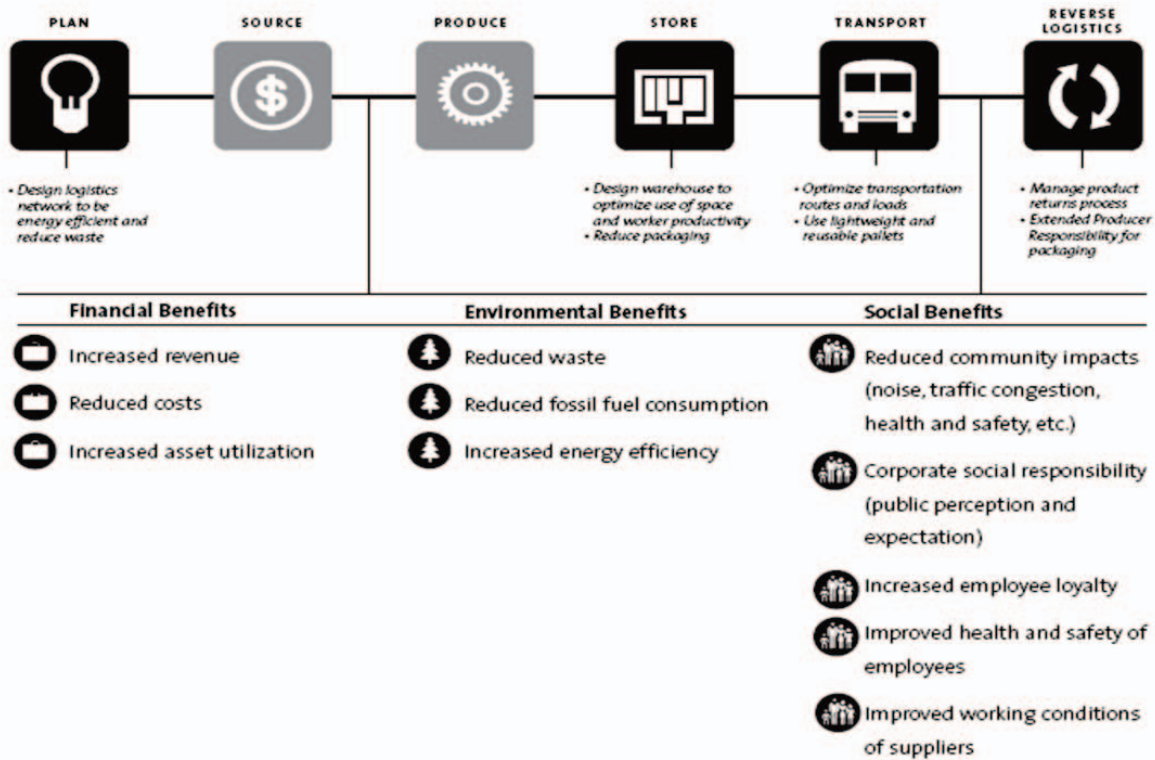 PLAN
SOURCE
PRODUCE
STORE
TRANSPORT
REVERSE
LOGISTICS
$
• Design logistics
network to be
energy efficient and
reduce waste
• Design warehouse to
optimize use of space
and worker productivity
• Reduce packaging
• Optimize transportation
routes and loads
• Use lightweight and
reusable pallets
• Manage product
returns process
• Extended Producer
Responsibility for
packaging
Financial Benefits
Increased revenue
Reduced costs
Increased asset utilization
Environmental Benefits
Reduced waste
Reduced fossil fuel consumption
Increased energy efficiency
Social Benefits
Reduced community impacts
(noise, traffic congestion,
health and safety, etc.)
Corporate social responsibility
(public perception and
expectation)
Increased employee loyalty
Improved health and safety of
employees
Improved working conditions
of suppliers